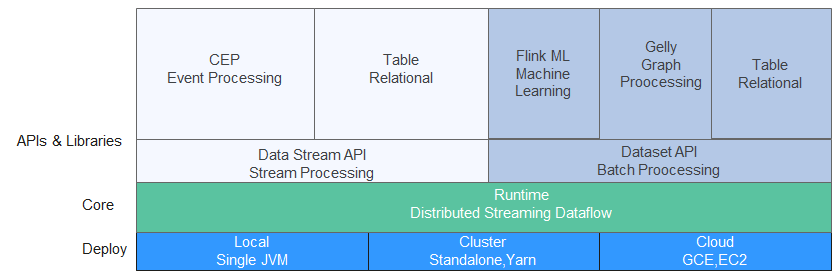 CEP
Event Processing
Table
Relational
Flink ML
Machine
Learning
Gelly
Graph
Proocessing
Table
Relational
APIs & Libraries
Data Stream API
Stream Processing
Dataset API
Batch Proocessing
Core
Runtime
Distributed Streaming Dataflow
Deploy
Local
Single JVM
Cluster
Standalone,Yarn
Cloud
GCE,EC2